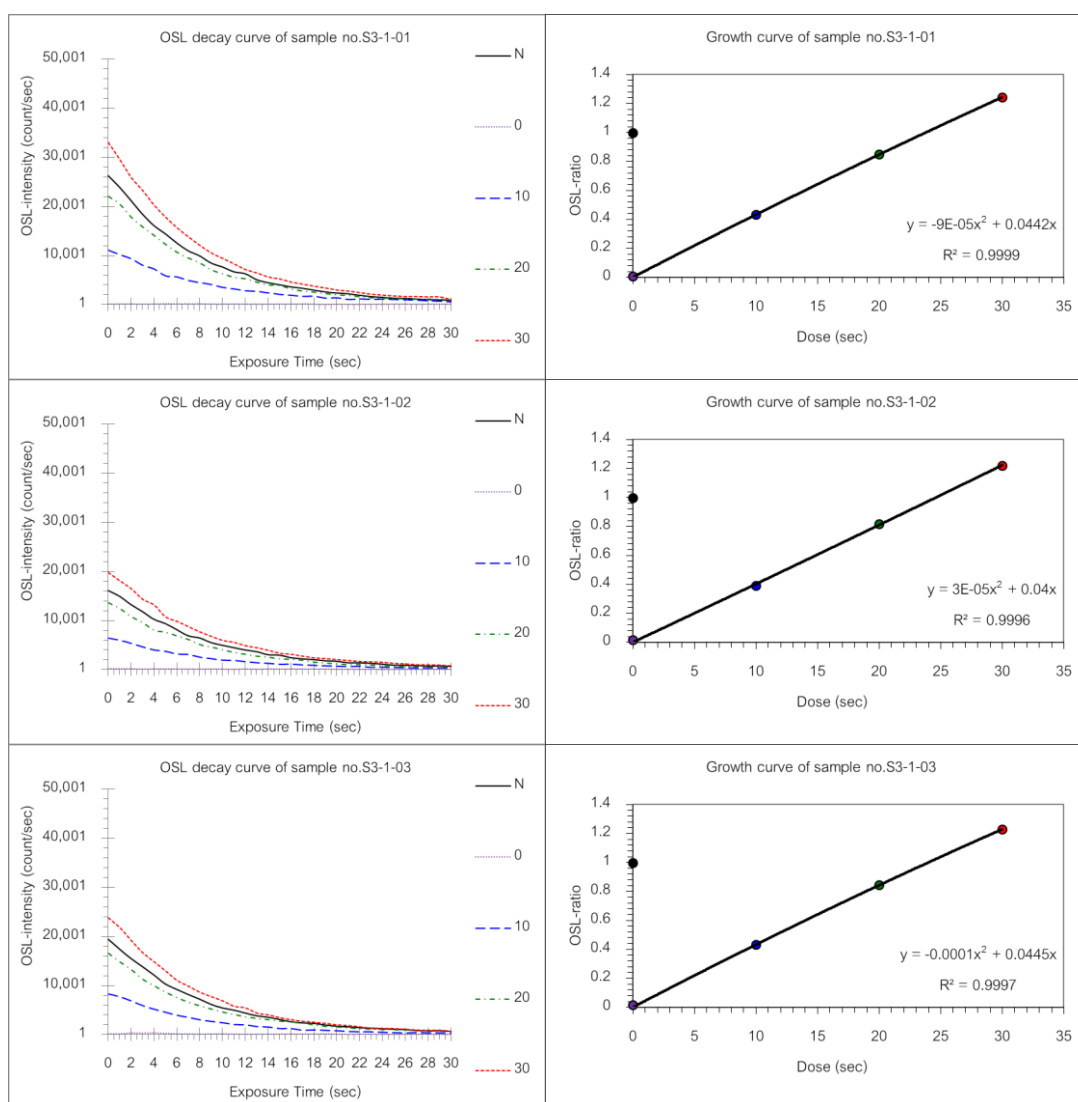 OSL decay curve of sample no.S3-1-01
50,001
40,001
30,001
20,001
10,001
1
OSL-intensity (count/sec)
0 2 4 6 8 10 12 14 16 18 20 22 24 26 28 30
Exposure Time (sec)
N
0
10
20
30
Growth curve of sample no.S3-1-01
1.4
1.2
1
0.8
0.6
0.4
0.2
0
OSL-ratio
y = -9E-05x² + 0.0442x
R² = 0.9999
0 5 10 15 20 25 30 35
Dose (sec)
OSL decay curve of sample no.S3-1-02
50,001
40,001
30,001
20,001
10,001
1
OSL-intensity (count/sec)
0 2 4 6 8 10 12 14 16 18 20 22 24 26 28 30
Exposure Time (sec)
N
0
10
20
30
Growth curve of sample no.S3-1-02
1.4
1.2
1
0.8
0.6
0.4
0.2
0
OSL-ratio
y = 3E-05x² + 0.04x
R² = 0.9996
0 5 10 15 20 25 30 35
Dose (sec)
OSL decay curve of sample no.S3-1-03
50,001
40,001
30,001
20,001
10,001
1
OSL-intensity (count/sec)
0 2 4 6 8 10 12 14 16 18 20 22 24 26 28 30
Exposure Time (sec)
N
0
10
20
30
Growth curve of sample no.S3-1-03
1.4
1.2
1
0.8
0.6
0.4
0.2
0
OSL-ratio
y = -0.0001x² + 0.0445x
R² = 0.9997
0 5 10 15 20 25 30 35
Dose (sec)